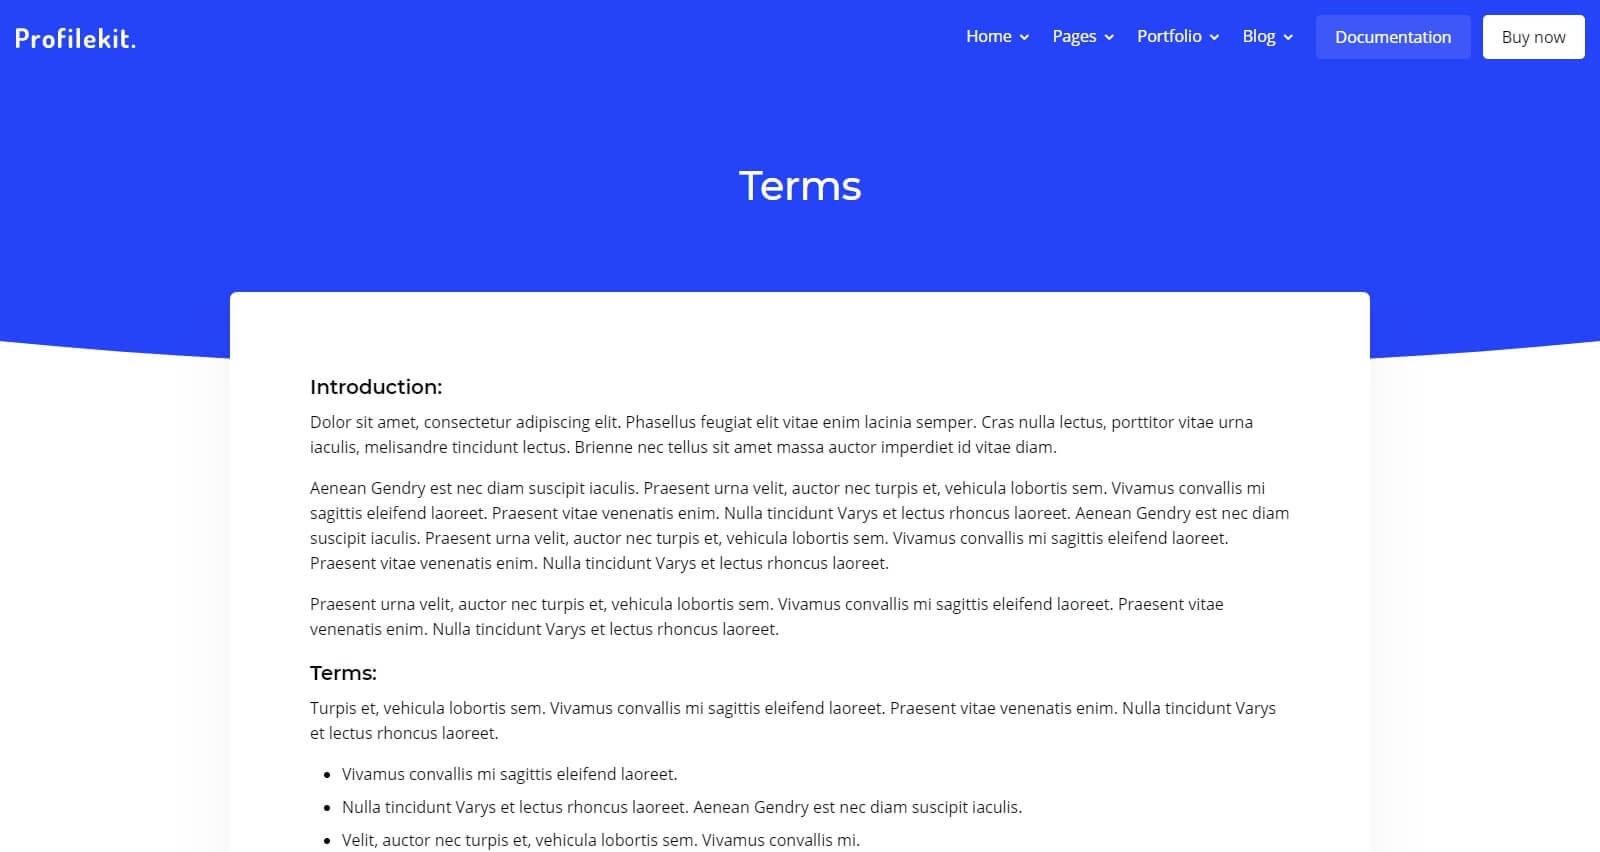 Profilekit.
Home
Pages
Portfolio
Blog
Documentation
Buy now
Terms
Introduction:
Dolor sit amet, consectetur adipiscing elit. Phasellus feugiat elit vitae enim lacinia semper. Cras nulla lectus, porttitor vitae urna
iaculis, melisandre tincidunt lectus. Brienne nec tellus sit amet massa auctor imperdiet id vitae diam.
Aenean Gendry est nec diam suscipit iaculis. Praesent urna velit, auctor nec turpis et, vehicula lobortis sem. Vivamus convallis mi
sagittis eleifend laoreet. Praesent vitae venenatis enim. Nulla tincidunt Varys et lectus rhoncus laoreet. Aenean Gendry est nec diam
suscipit iaculis. Praesent urna velit, auctor nec turpis et, vehicula lobortis sem. Vivamus convallis mi sagittis eleifend laoreet.
Praesent vitae venenatis enim. Nulla tincidunt Varys et lectus rhoncus laoreet.
Praesent urna velit, auctor nec turpis et, vehicula lobortis sem. Vivamus convallis mi sagittis eleifend laoreet. Praesent vitae
venenatis enim. Nulla tincidunt Varys et lectus rhoncus laoreet.
Terms:
Turpis et, vehicula lobortis sem. Vivamus convallis mi sagittis eleifend laoreet. Praesent vitae venenatis enim. Nulla tincidunt Varys
et lectus rhoncus laoreet.
• Vivamus convallis mi sagittis eleifend laoreet.
• Nulla tincidunt Varys et lectus rhoncus laoreet. Aenean Gendry est nec diam suscipit iaculis.
• Velit, auctor nec turpis et, vehicula lobortis sem. Vivamus convallis mi.